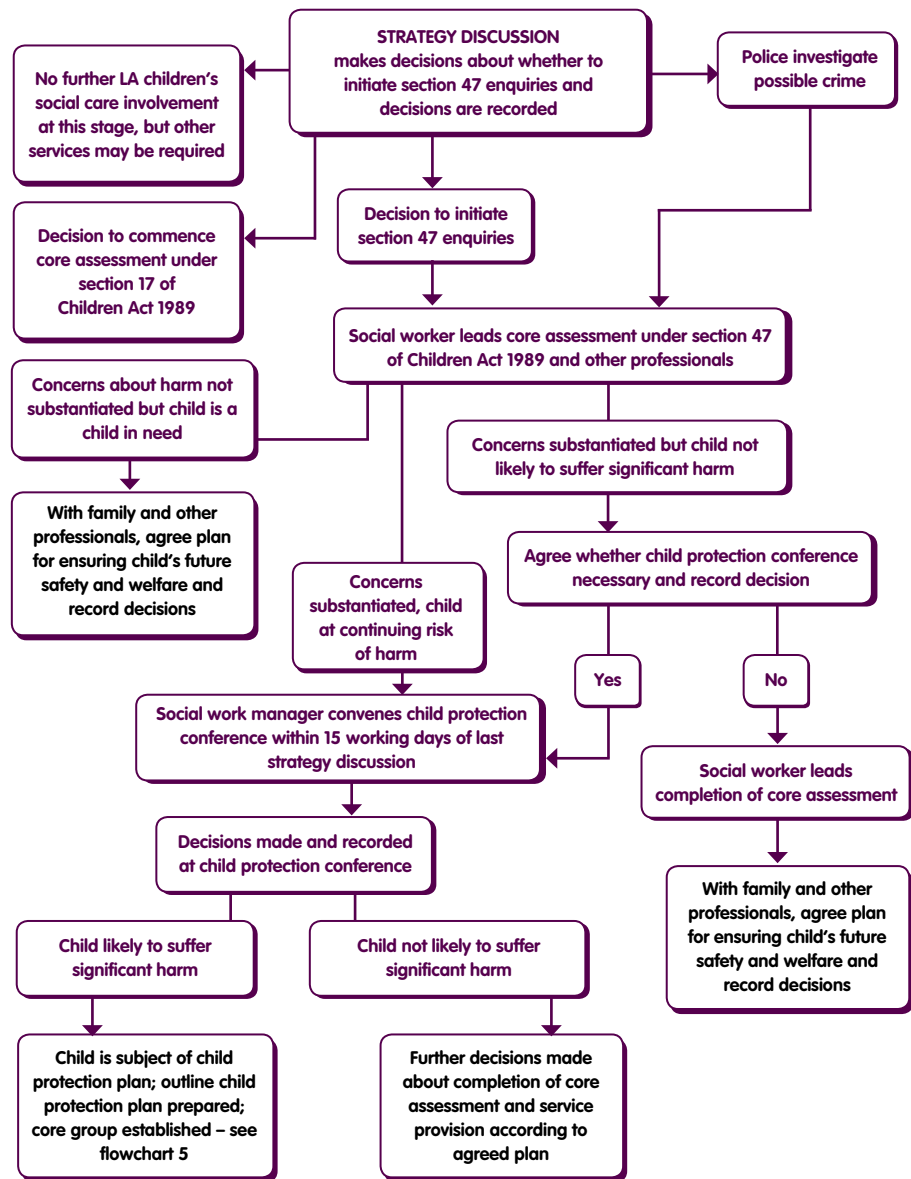 STRATEGY DISCUSSION
makes decisions about whether to
initiate section 47 enquiries and
decisions are recorded
No further LA children's
social care involvement
at this stage, but other
services may be required
Police investigate
possible crime
Decision to initiate
section 47 enquiries
Decision to commence
core assessment under
section 17 of
Children Act 1989
Social worker leads core assessment under section 47
of Children Act 1989 and other professionals
Concerns about harm not
substantiated but child is a
child in need
Concerns substantiated but child not
likely to suffer significant harm
With family and other
professionals, agree plan
for ensuring child's future
safety and welfare and
record decisions
Agree whether child protection conference
necessary and record decision
Concerns
substantiated, child
at continuing risk
of harm
Yes
No
Social work manager convenes child protection
conference within 15 working days of last
strategy discussion
Social worker leads
completion of core assessment
Decisions made and recorded
at child protection conference
With family and other
professionals, agree plan
for ensuring child's future
safety and welfare and
record decisions
Child likely to suffer
significant harm
Child not likely to suffer
significant harm
Child is subject of child
protection plan; outline child
protection plan prepared;
core group established – see
flowchart 5
Further decisions made
about completion of core
assessment and service
provision according to
agreed plan